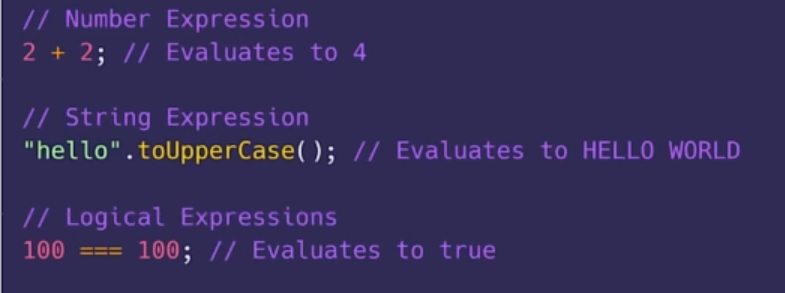 // Number Expression
2 + 2; // Evaluates to 4
// String Expression
"hello".toUpperCase(); // Evaluates to HELLO WORLD
// Logical Expressions
100 === 100; // Evaluates to true